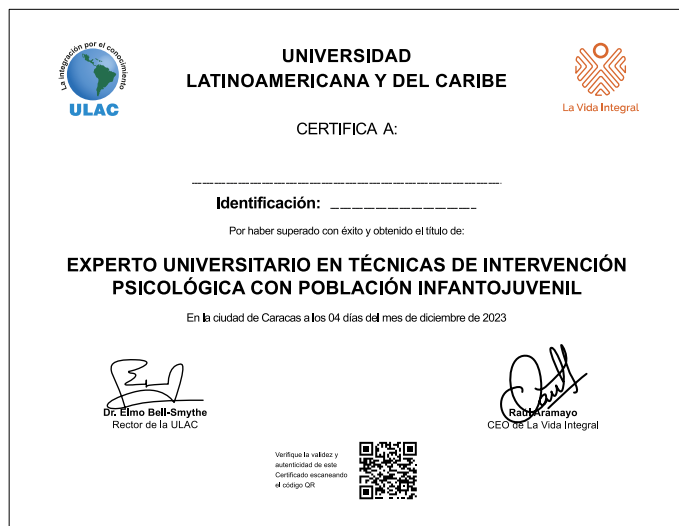 La integración por el conocimiento
ULAC
UNIVERSIDAD
LATINOAMERICANA Y DEL CARIBE
La Vida Integral
CERTIFICA A:
Identificación:
Por haber superado con éxito y obtenido el título de:
EXPERTO UNIVERSITARIO EN TÉCNICAS DE INTERVENCIÓN
PSICOLÓGICA CON POBLACIÓN INFANTOJUVENIL
En la ciudad de Caracas a los 04 días del mes de diciembre de 2023
Dr. Elmo Bell-Smythe
Rector de la ULAC
Raúl Aramayo
CEO de La Vida Integral
Verifique la validez y
autenticidad de este
Certificado escaneando
el código QR